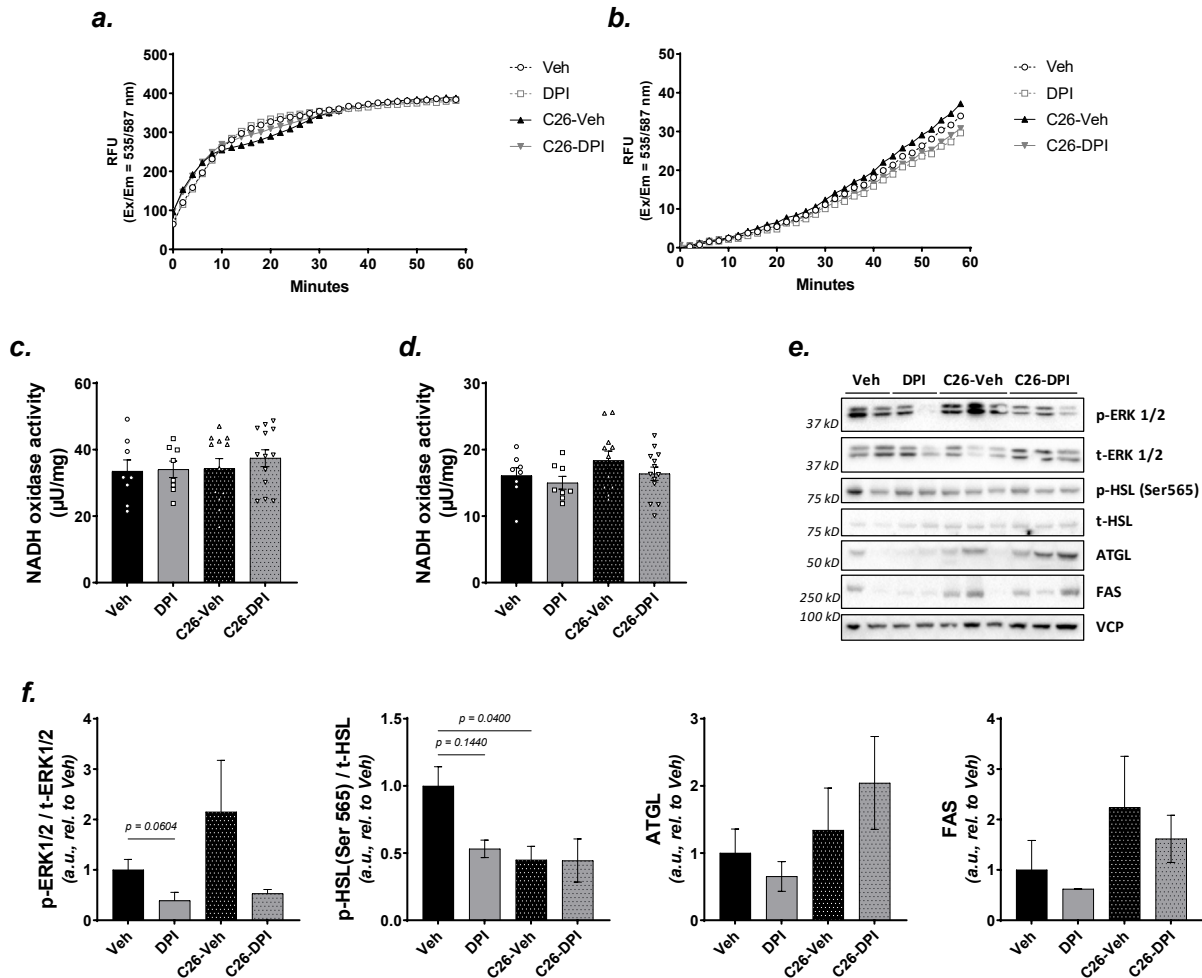 a.
500
400
300
200
100
0
RFU
(Ex/Em = 535/587 nm)
0 10 20 30 40 50 60
Minutes
Veh
DPI
C26-Veh
C26-DPI
b.
40
30
20
10
0
RFU
(Ex/Em = 535/587 nm)
0 10 20 30 40 50 60
Minutes
Veh
DPI
C26-Veh
C26-DPI
c.
NADH oxidase activity
(µU/mg)
60
40
20
0
Veh DPI C26-Veh C26-DPI
d.
NADH oxidase activity
(µU/mg)
30
20
10
0
Veh DPI C26-Veh C26-DPI
e.
Veh DPI C26-Veh C26-DPI
37 kD p-ERK 1/2
37 kD t-ERK 1/2
75 kD p-HSL (Ser565)
75 kD t-HSL
50 kD ATGL
250 kD FAS
100 kD VCP
f.
p-ERK1/2 / t-ERK1/2
(a.u., rel. to Veh)
4
3
2
1
0
p = 0.0604
Veh DPI C26-Veh C26-DPI
p-HSL(Ser 565) / t-HSL
(a.u., rel. to Veh)
1.5
1.0
0.5
0.0
p = 0.0400
p = 0.1440
Veh DPI C26-Veh C26-DPI
ATGL
(a.u., rel. to Veh)
3
2
1
0
Veh DPI C26-Veh C26-DPI
FAS
(a.u., rel. to Veh)
4
3
2
1
0
Veh DPI C26-Veh C26-DPI